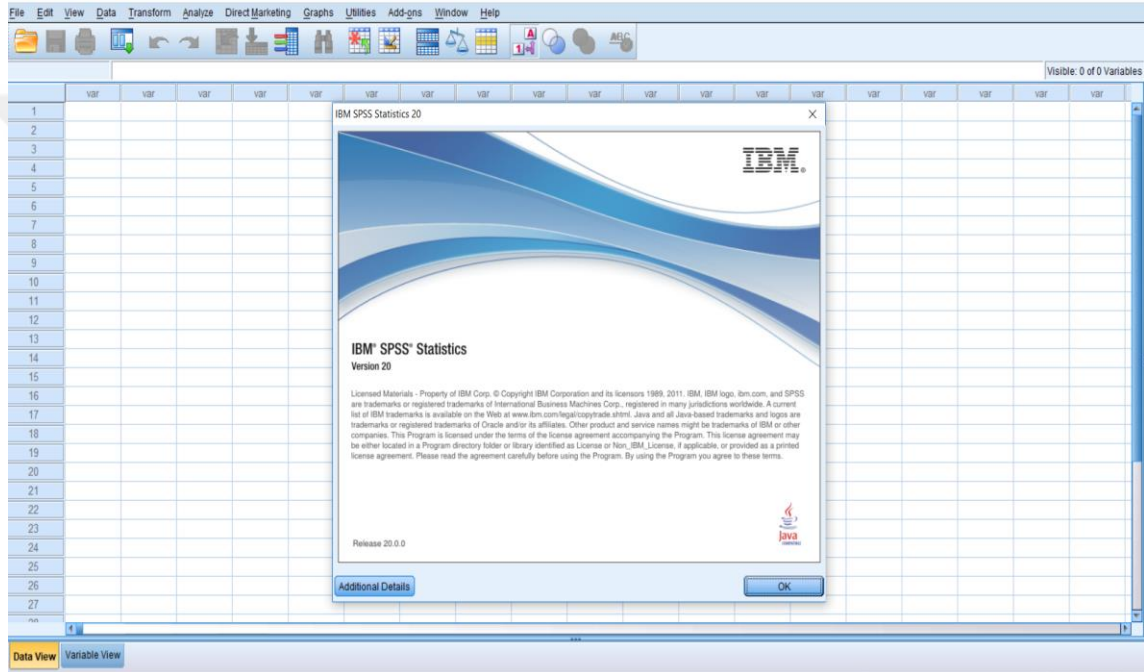 File Edit View Data Transform Analyze Direct Marketing Graphs Utilities Add-ons Window Help
A
1
ABC
Visible: 0 of 0 Variables
var var var var var var var var var var var var var var var var var var var
IBM SPSS Statistics 20
1
2
3
4
5
6
7
8
9
10
11
12
13
14
15
16
17
18
19
20
21
22
23
24
25
26
27
IBM®
IBM® SPSS® Statistics
Version 20
Licensed Materials - Property of IBM Corp. © Copyright IBM Corporation and its licensors 1989, 2011. IBM, IBM logo, ibm.com, and SPSS
are trademarks or registered trademarks of International Business Machines Corp., registered in many jurisdictions worldwide. A current
list of IBM trademarks is available on the Web at www.ibm.com/legal/copytrade.shtml. Java and all Java-based trademarks and logos are
trademarks or registered trademarks of Oracle and/or its affiliates. Other product and service names might be trademarks of IBM or other
companies. This Program is licensed under the terms of the license agreement accompanying the Program. This license agreement may
be either located in a Program directory folder or library identified as License or Non_IBM_License, if applicable, or provided as a printed
license agreement. Please read the agreement carefully before using the Program. By using the Program you agree to these terms.
Java
Release 20.0.0
Additional Details OK
Data View Variable View